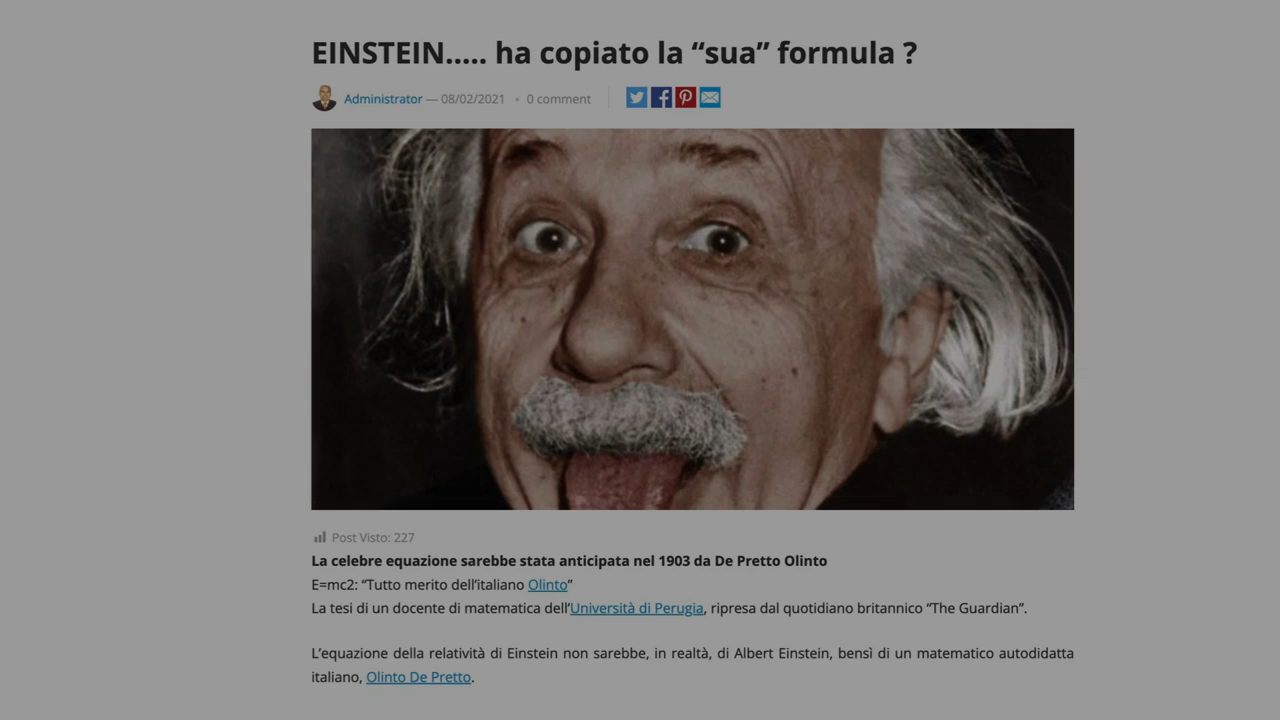 EINSTEIN..... ha copiato la “sua” formula ?
Administrator — 08/02/2021 • 0 comment
Post Visto: 227
La celebre equazione sarebbe stata anticipata nel 1903 da De Pretto Olinto
E=mc2: “Tutto merito dell’italiano Olinto”
La tesi di un docente di matematica dell’Università di Perugia, ripresa dal quotidiano britannico “The Guardian”.
L’equazione della relatività di Einstein non sarebbe, in realtà, di Albert Einstein, bensì di un matematico autodidatta
italiano, Olinto De Pretto.